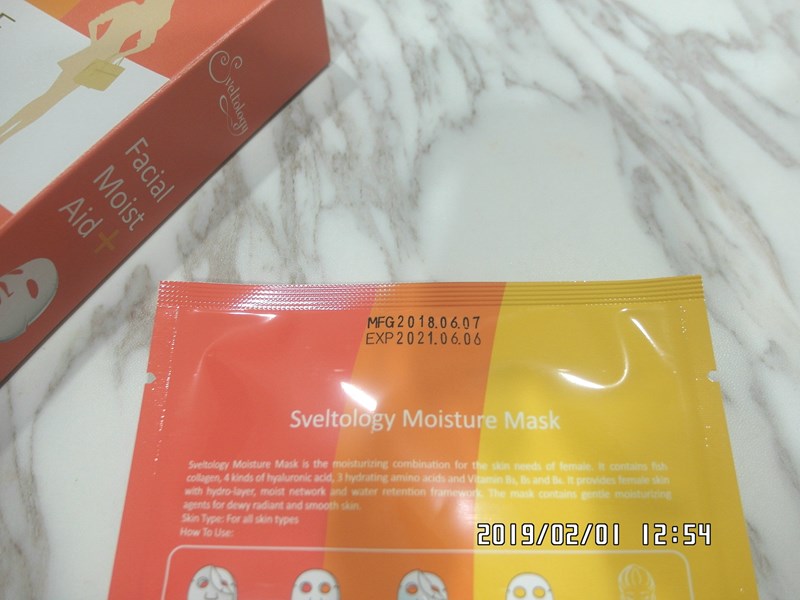 Sveltology
Facial
Moist
Aid+
MFG2018.06.07
EXP2021.06.06
Sveltology Moisture Mask
Sveltology Moisture Mask is the moisturizing combination for the skin needs of female. It contains fish
collagen, 4 kinds of hyaluronic acid, 3 hydrating amino acids and Vitamin B₃, B₅ and B₆. It provides female skin
with hydro-layer, moist network and water retention framework. The mask contains gentle moisturizing
agents for dewy radiant and smooth skin.
Skin Type: For all skin types
How To Use:
2019/02/01 12:54